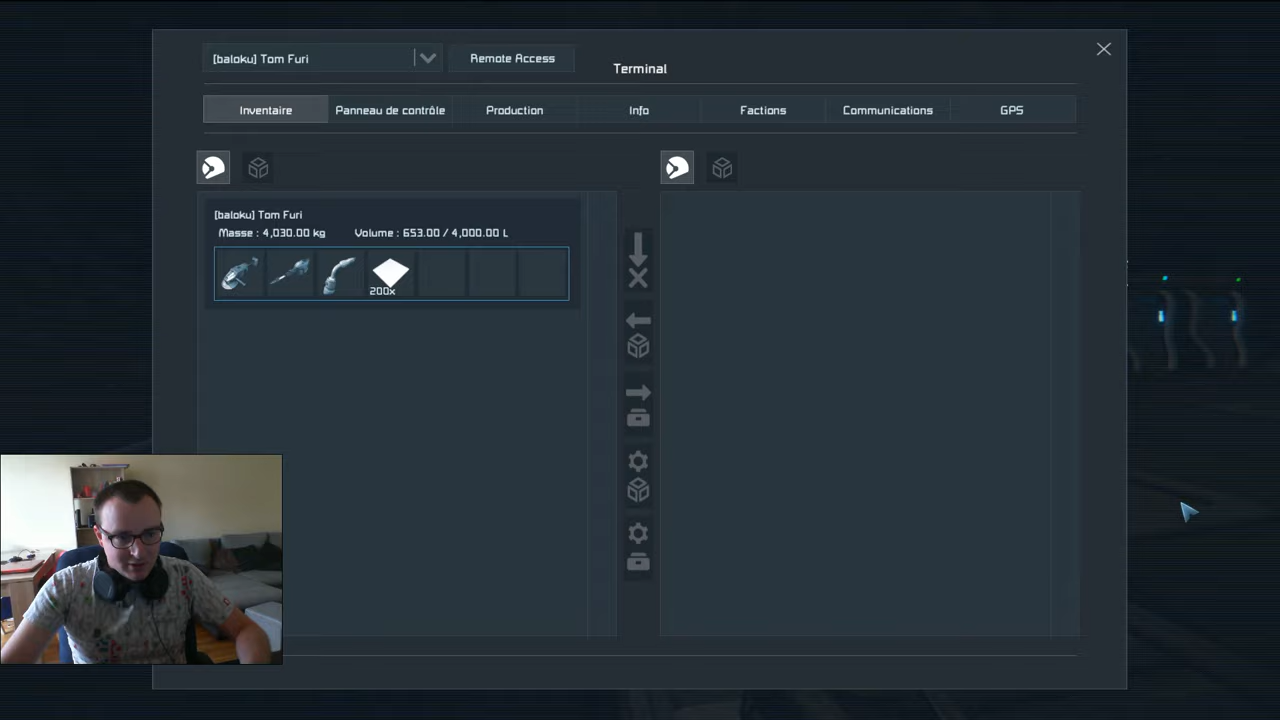 [baloku] Tom Furi
Remote Access
Terminal
Inventaire
Panneau de contrôle
Production
Info
Factions
Communications
GPS
[baloku] Tom Furi
Masse : 4,030.00 kg
Volume : 653.00 / 4,000.00 L
200x